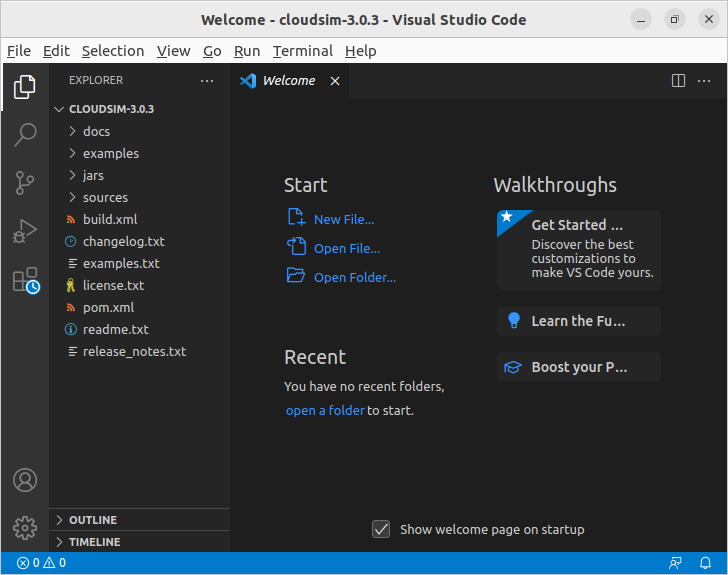 Welcome - cloudsim-3.0.3 - Visual Studio Code
File Edit Selection View Go Run Terminal Help
EXPLORER
Welcome
CLOUDSIM-3.0.3
docs
examples
jars
sources
build.xml
changelog.txt
examples.txt
license.txt
pom.xml
readme.txt
release_notes.txt
OUTLINE
TIMELINE
Start
New File...
Open File...
Open Folder...
Recent
You have no recent folders,
open a folder to start.
Walkthroughs
Get Started ...
Discover the best
customizations to
make VS Code yours.
Learn the Fu...
Boost your P...
Show welcome page on startup
0 0